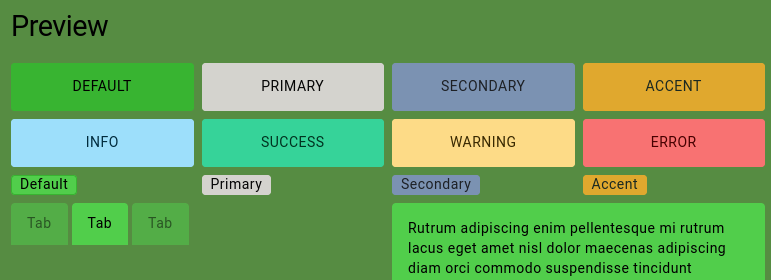 Preview
DEFAULT
PRIMARY
SECONDARY
ACCENT
INFO
SUCCESS
WARNING
ERROR
Default
Primary
Secondary
Accent
Tab
Tab
Tab
Rutrum adipiscing enim pellentesque mi rutrum
lacus eget amet nisl dolor maecenas adipiscing
diam orci commodo suspendisse tincidunt